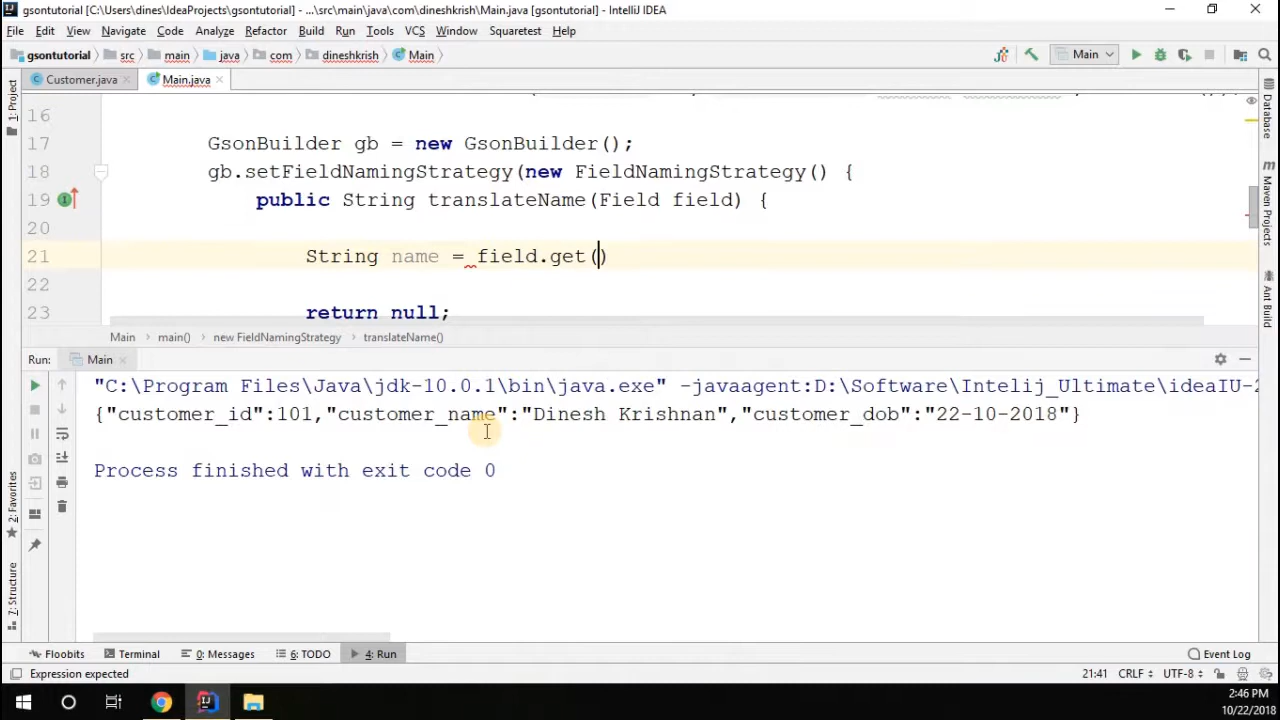 gsontutorial [C:\Users\dines\IdeaProjects\gsontutorial] - ...\src\main\java\com\dineshkrish\Main.java [gsontutorial] - IntelliJ IDEA
File Edit View Navigate Code Analyze Refactor Build Run Tools VCS Window Squaretest Help
gsontutorial src main java com dineshkrish Main Main
Customer.java Main.java
1: Project
Database
Maven Projects
Ant Build
16
17 GsonBuilder gb = new GsonBuilder();
18 gb.setFieldNamingStrategy(new FieldNamingStrategy() {
19 public String translateName(Field field) {
20
21 String name = field.get()
22
23 return null;
Main main() new FieldNamingStrategy translateName()
Run: Main
"C:\Program Files\Java\jdk-10.0.1\bin\java.exe" -javaagent:D:\Software\Intelij_Ultimate\ideaIU-2
{"customer_id":101,"customer_name":"Dinesh Krishnan","customer_dob":"22-10-2018"}
Process finished with exit code 0
2: Favorites
7: Structure
Floobits Terminal 0: Messages 6: TODO 4: Run Event Log
Expression expected 21:41 CRLF UTF-8
2:46 PM
10/22/2018